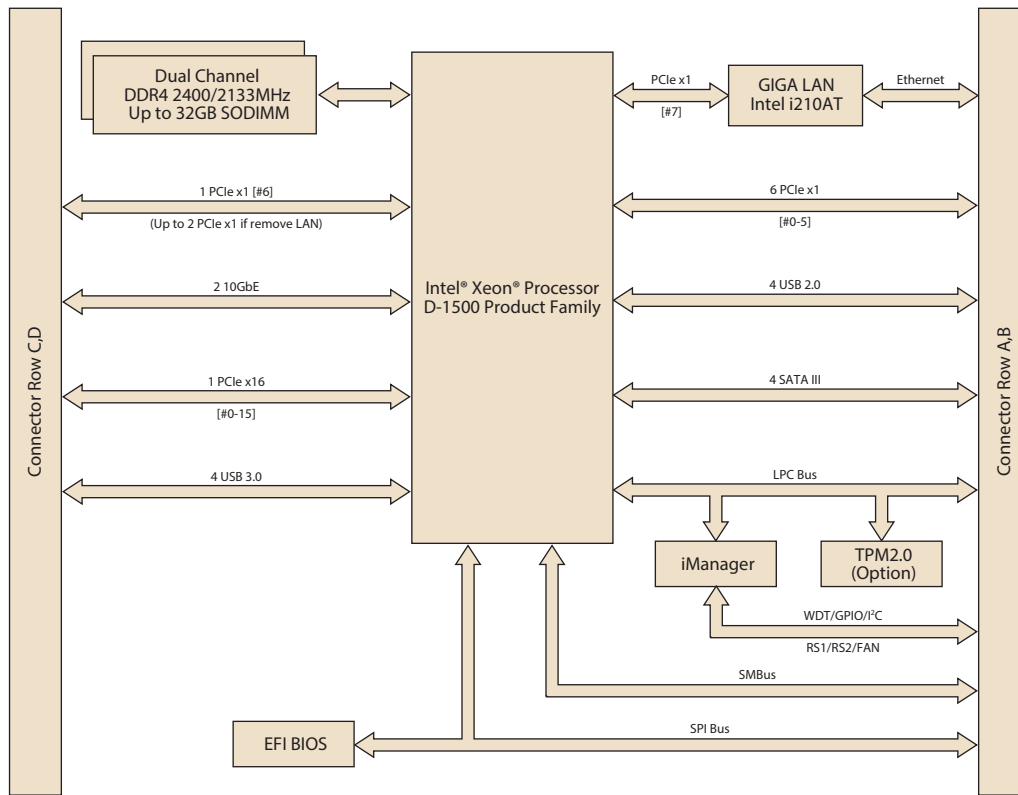 Dual Channel
DDR4 2400/2133MHz
Up to 32GB SODIMM
PCIe x1
[#7]
GIGA LAN
Intel i210AT
Ethernet
1 PCIe x1 [#6]
(Up to 2 PCIe x1 if remove LAN)
6 PCIe x1
[#0-5]
2 10GbE
Intel® Xeon® Processor
D-1500 Product Family
4 USB 2.0
Connector Row C,D
Connector Row A,B
1 PCIe x16
[#0-15]
4 SATA III
4 USB 3.0
LPC Bus
iManager
TPM2.0
(Option)
WDT/GPIO/I²C
RS1/RS2/FAN
SMBus
EFI BIOS
SPI Bus